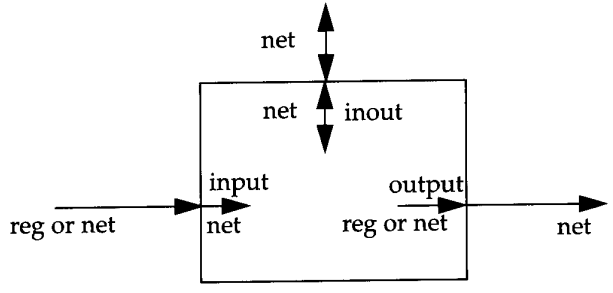 net
net inout
input output
reg or net net reg or net net